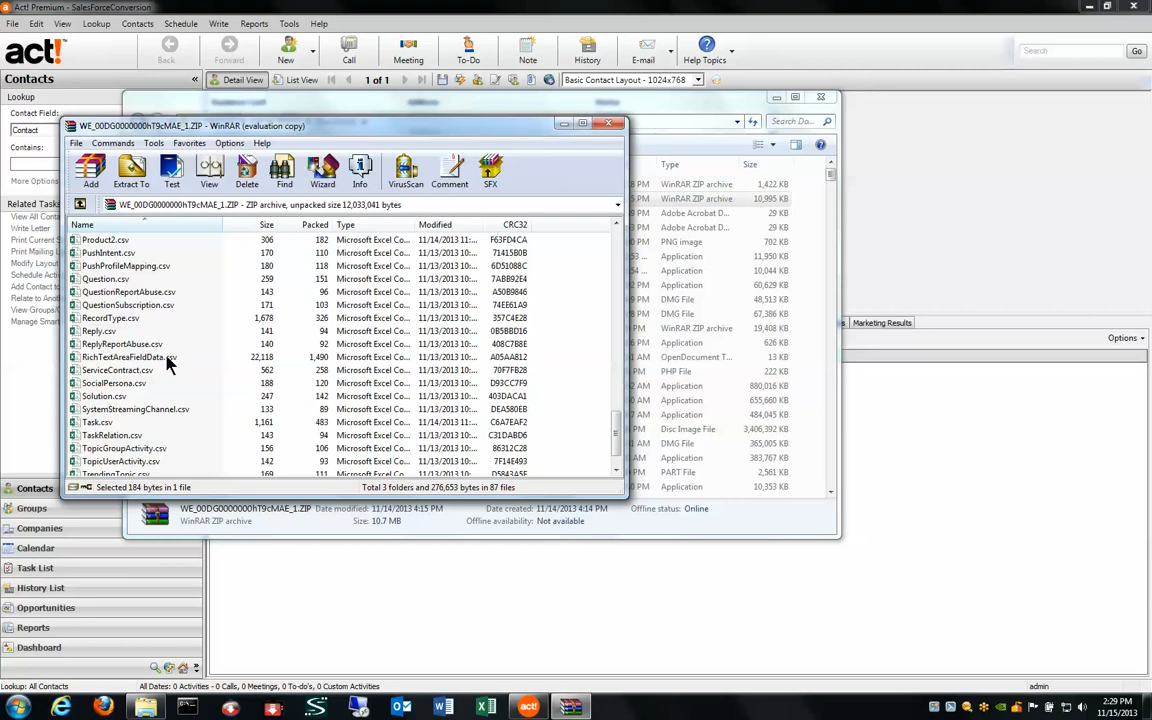 Act! Premium - SalesForceConversion
File Edit View Lookup Contacts Schedule Write Reports Tools Help
act!
Back Forward New Call Meeting To-Do Note History E-mail Help Topics
Search Go
Contacts « Detail View List View 1 of 1 Basic Contact Layout - 1024x768
Lookup
Contact Field:
Contact
Contains:
More Options
Related Tasks
View All Contacts
Write Letter
Print Current
Print Mailing
Modify Layout
Schedule
Add Contact to
Relate to
View Groups/
Manage Smart
Search Do...
Type Size
WinRAR ZIP archive 1,422 KB
WinRAR ZIP archive 10,995 KB
Adobe Acrobat D... 29 KB
Adobe Acrobat D... 29 KB
PNG image 702 KB
Application 11,950 KB
Application 10,044 KB
Application 60,629 KB
DMG File 48,513 KB
DMG File 67,386 KB
WinRAR ZIP archive 19,408 KB
OpenDocument T...
PHP File 222 KB
Application 880,016 KB
Application 655,660 KB
Disc Image File 3,406,392 KB
DMG File 365,005 KB
Application 383,767 KB
PART File 2,561 KB
Application 10,353 KB
WE_00DG0000000hT9cMAE_1.ZIP - WinRAR (evaluation copy)
File Commands Tools Favorites Options Help
Add Extract To Test View Delete Find Wizard Info VirusScan Comment SFX
WE_00DG0000000hT9cMAE_1.ZIP - ZIP archive, unpacked size 12,033,041 bytes
Name Size Packed Type Modified CRC32
Product2.csv 306 182 Microsoft Excel Co... 11/14/2013 11:... F63FD4CA
PushIntent.csv 170 110 Microsoft Excel Co... 11/13/2013 10:... 71415B0B
PushProfileMapping.csv 180 118 Microsoft Excel Co... 11/13/2013 10:... 6D51088C
Question.csv 259 151 Microsoft Excel Co... 11/13/2013 10:... 7ABB92E4
QuestionReportAbuse.csv 143 96 Microsoft Excel Co... 11/13/2013 10:... A50B9846
QuestionSubscription.csv 171 103 Microsoft Excel Co... 11/13/2013 10:... 74EE61A9
RecordType.csv 1,678 326 Microsoft Excel Co... 11/13/2013 10:... 357C4E28
Reply.csv 141 94 Microsoft Excel Co... 11/13/2013 10:... 0B5BBD16
ReplyReportAbuse.csv 140 92 Microsoft Excel Co... 11/13/2013 10:... 408C7B8E
RichTextAreaFieldData.csv 22,118 1,490 Microsoft Excel Co... 11/13/2013 10:... A05AA812
ServiceContract.csv 562 258 Microsoft Excel Co... 11/13/2013 10:... 70F7FB28
SocialPersona.csv 188 120 Microsoft Excel Co... 11/13/2013 10:... D93CC7F9
Solution.csv 247 142 Microsoft Excel Co... 11/13/2013 10:... 403DACA1
SystemStreamingChannel.csv 133 89 Microsoft Excel Co... 11/13/2013 10:... DEA580EB
Task.csv 1,161 483 Microsoft Excel Co... 11/13/2013 10:... C6A7EAF2
TaskRelation.csv 143 94 Microsoft Excel Co... 11/13/2013 10:... C31DABD6
TopicGroupActivity.csv 156 106 Microsoft Excel Co... 11/13/2013 10:... 86312C28
TopicUserActivity.csv 142 93 Microsoft Excel Co... 11/13/2013 10:... 7F14E493
TrendingTopic.csv 169 111 Microsoft Excel Co... 11/13/2013 10:... D5843A5F
Selected 184 bytes in 1 file Total 3 folders and 276,653 bytes in 87 files
WE_00DG0000000hT9cMAE_1.ZIP Date modified: 11/14/2013 4:15 PM Date created: 11/14/2013 4:14 PM Offline status: Online
WinRAR ZIP archive Size: 10.7 MB Offline availability: Not available
Marketing Results
Options
Contacts
Groups
Companies
Calendar
Task List
History List
Opportunities
Reports
Dashboard
Lookup: All Contacts All Dates: 0 Activities - 0 Calls, 0 Meetings, 0 To-do's, 0 Custom Activities admin
2:29 PM
11/15/2013